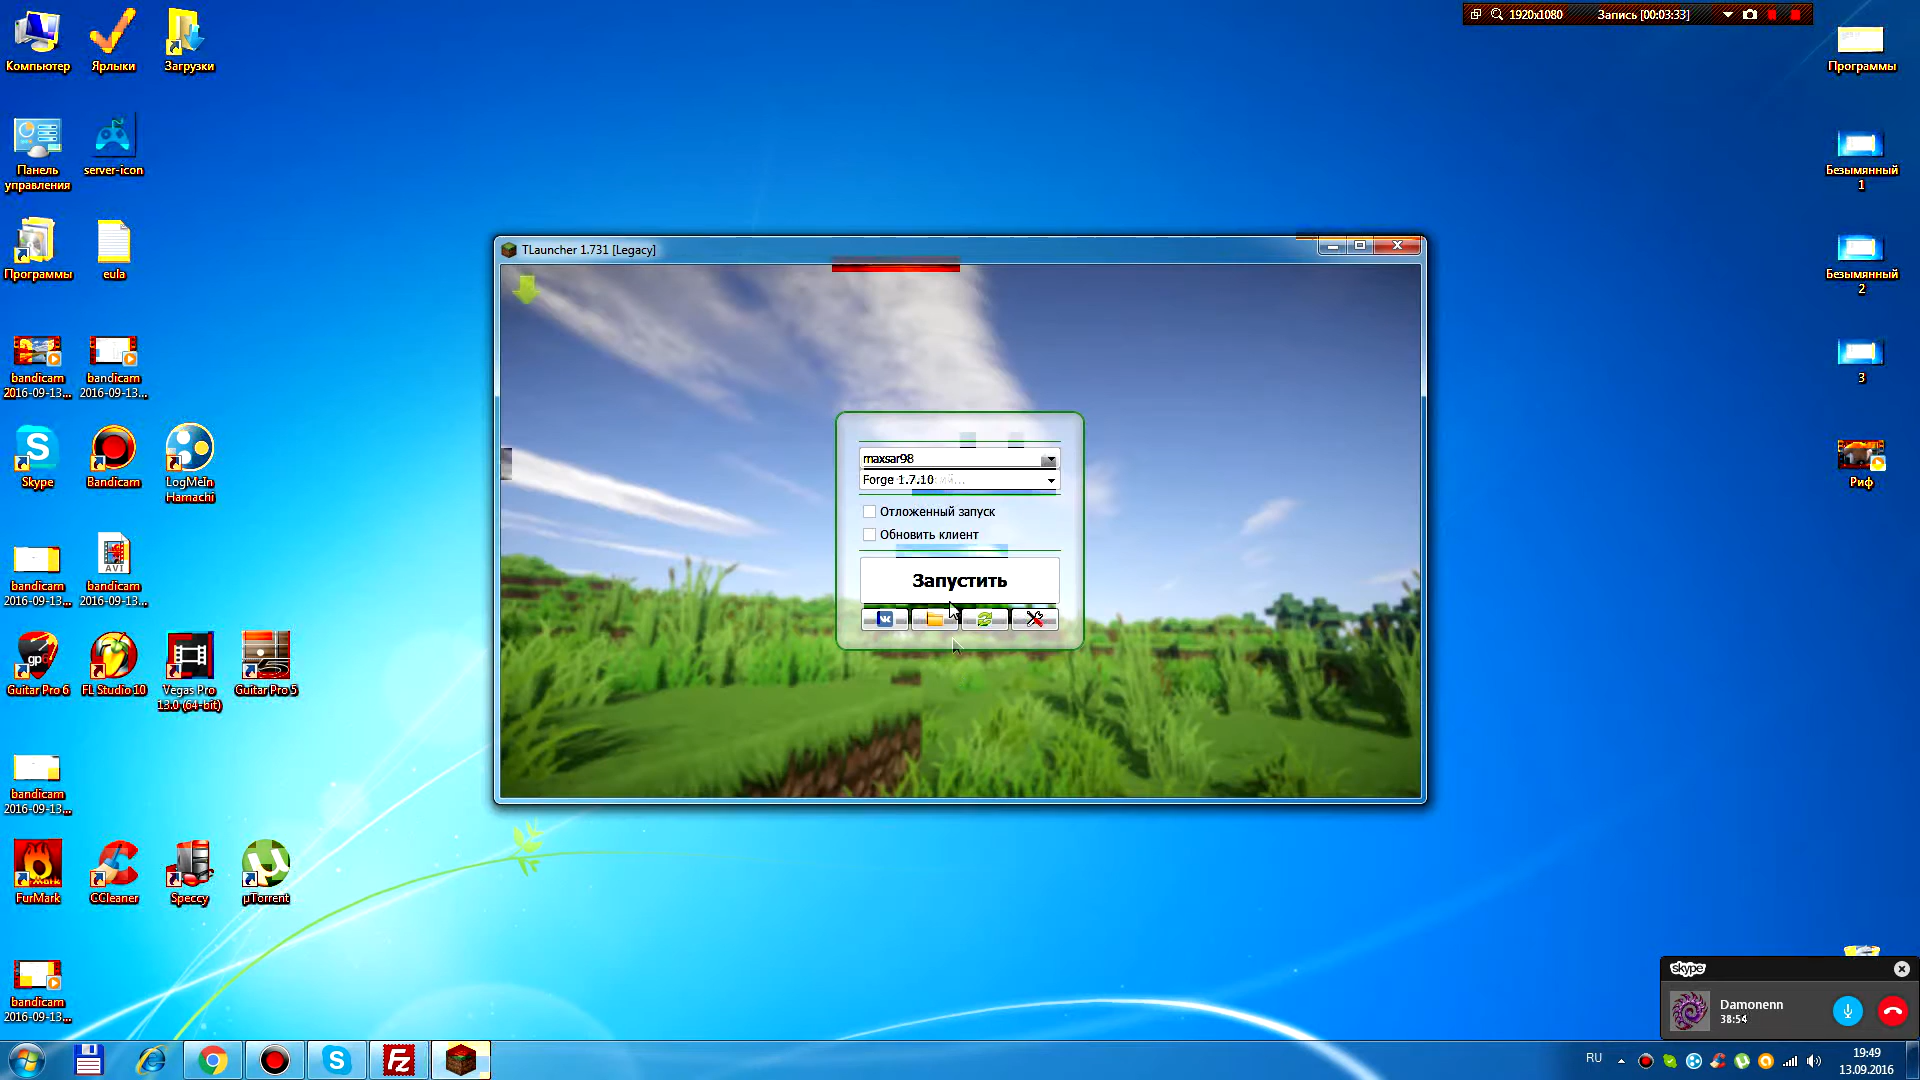 1920x1080
Запись [00:03:33]
Компьютер
Ярлыки
Загрузки
Программы
Панель
управления
server-icon
Безымянный
1
Программы
eula
Безымянный
2
TLauncher 1.731 [Legacy]
bandicam
2016-09-13...
bandicam
2016-09-13...
3
maxsar98
Forge 1.7.10
Отложенный запуск
Обновить клиент
Запустить
Skype
Bandicam
LogMeIn
Hamachi
Риф
AVI
bandicam
2016-09-13...
bandicam
2016-09-13...
Guitar Pro 6
FL Studio 10
Vegas Pro
13.0 (64-bit)
Guitar Pro 5
bandicam
2016-09-13...
FurMark
CCleaner
Speccy
µTorrent
bandicam
2016-09-13...
skype
Damonenn
38:54
RU
19:49
13.09.2016